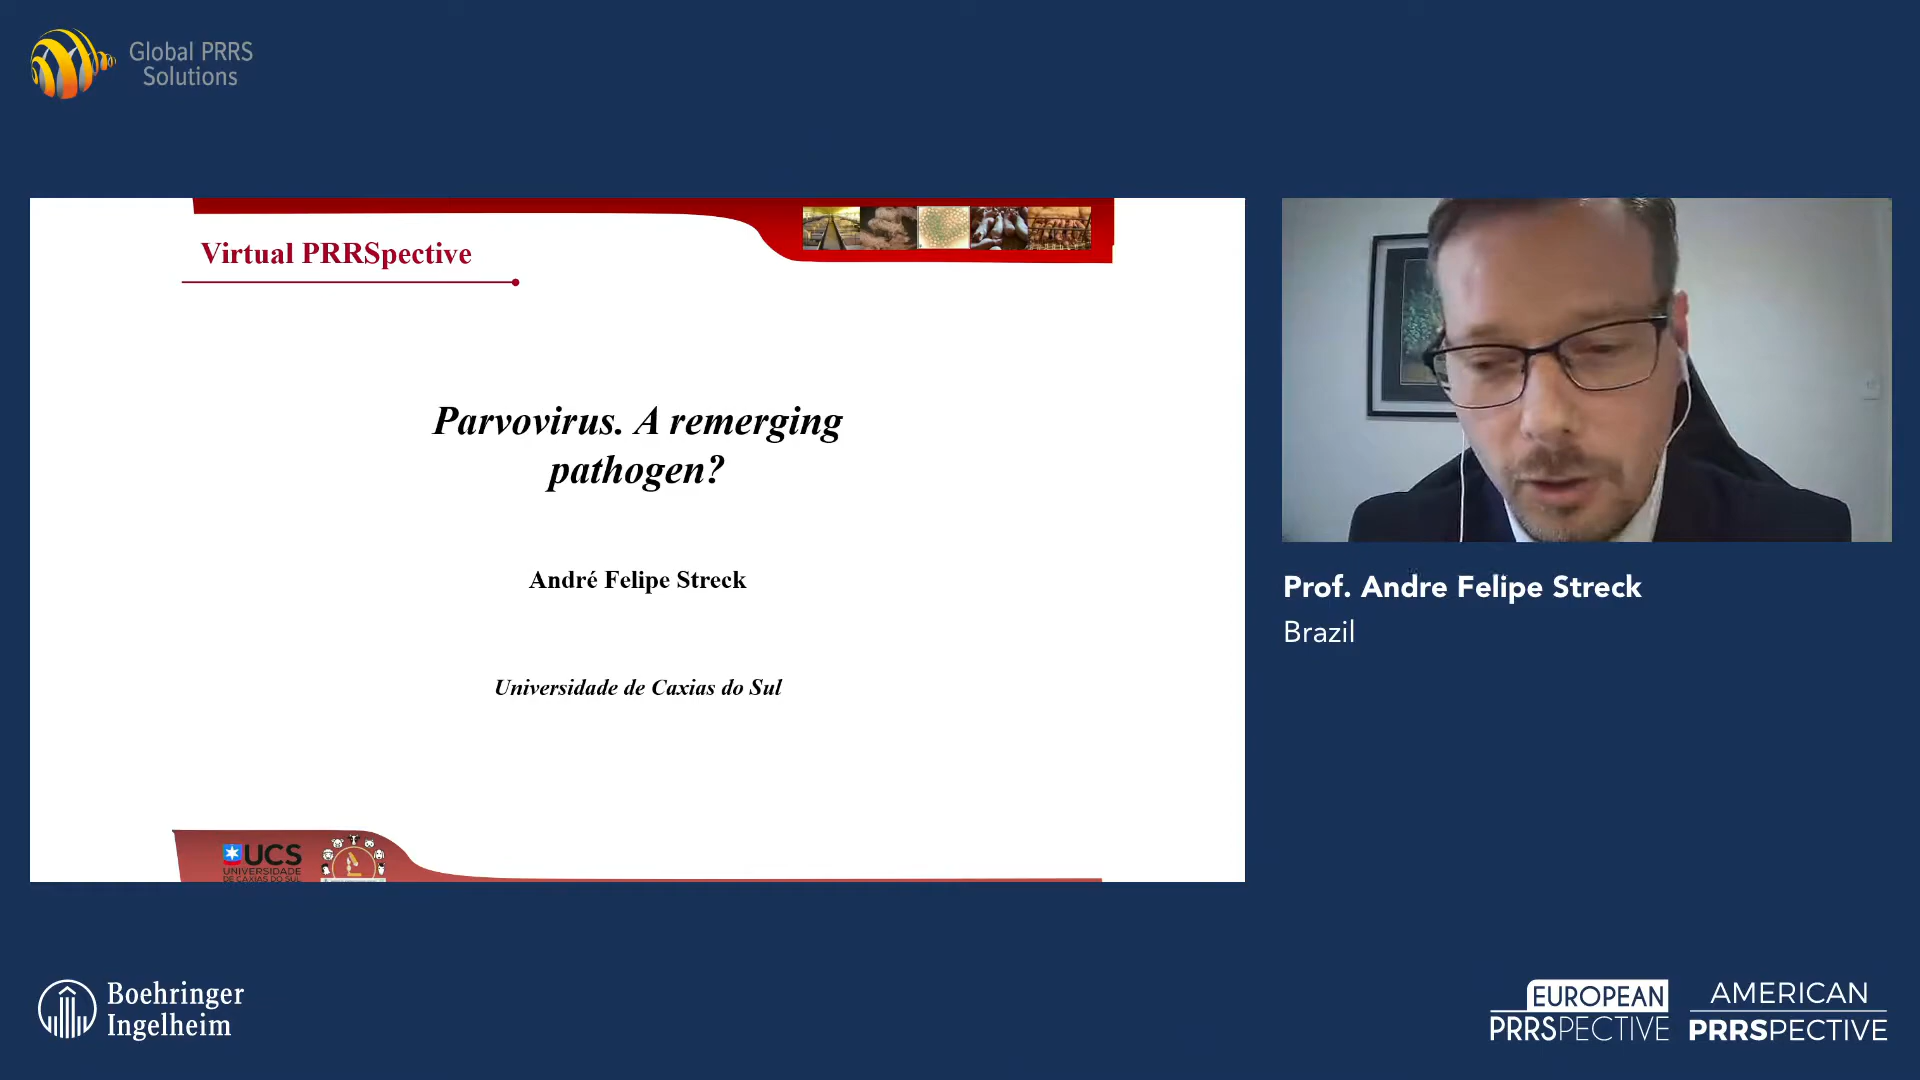 Global PRRS
Solutions
Virtual PRRSpective
Parvovirus. A remerging
pathogen?
André Felipe Streck
Universidade de Caxias do Sul
UCS
UNIVERSIDADE
DE CAXIAS DO SUL
Prof. Andre Felipe Streck
Brazil
Boehringer
Ingelheim
EUROPEAN
PRRSPECTIVE
AMERICAN
PRRSPECTIVE